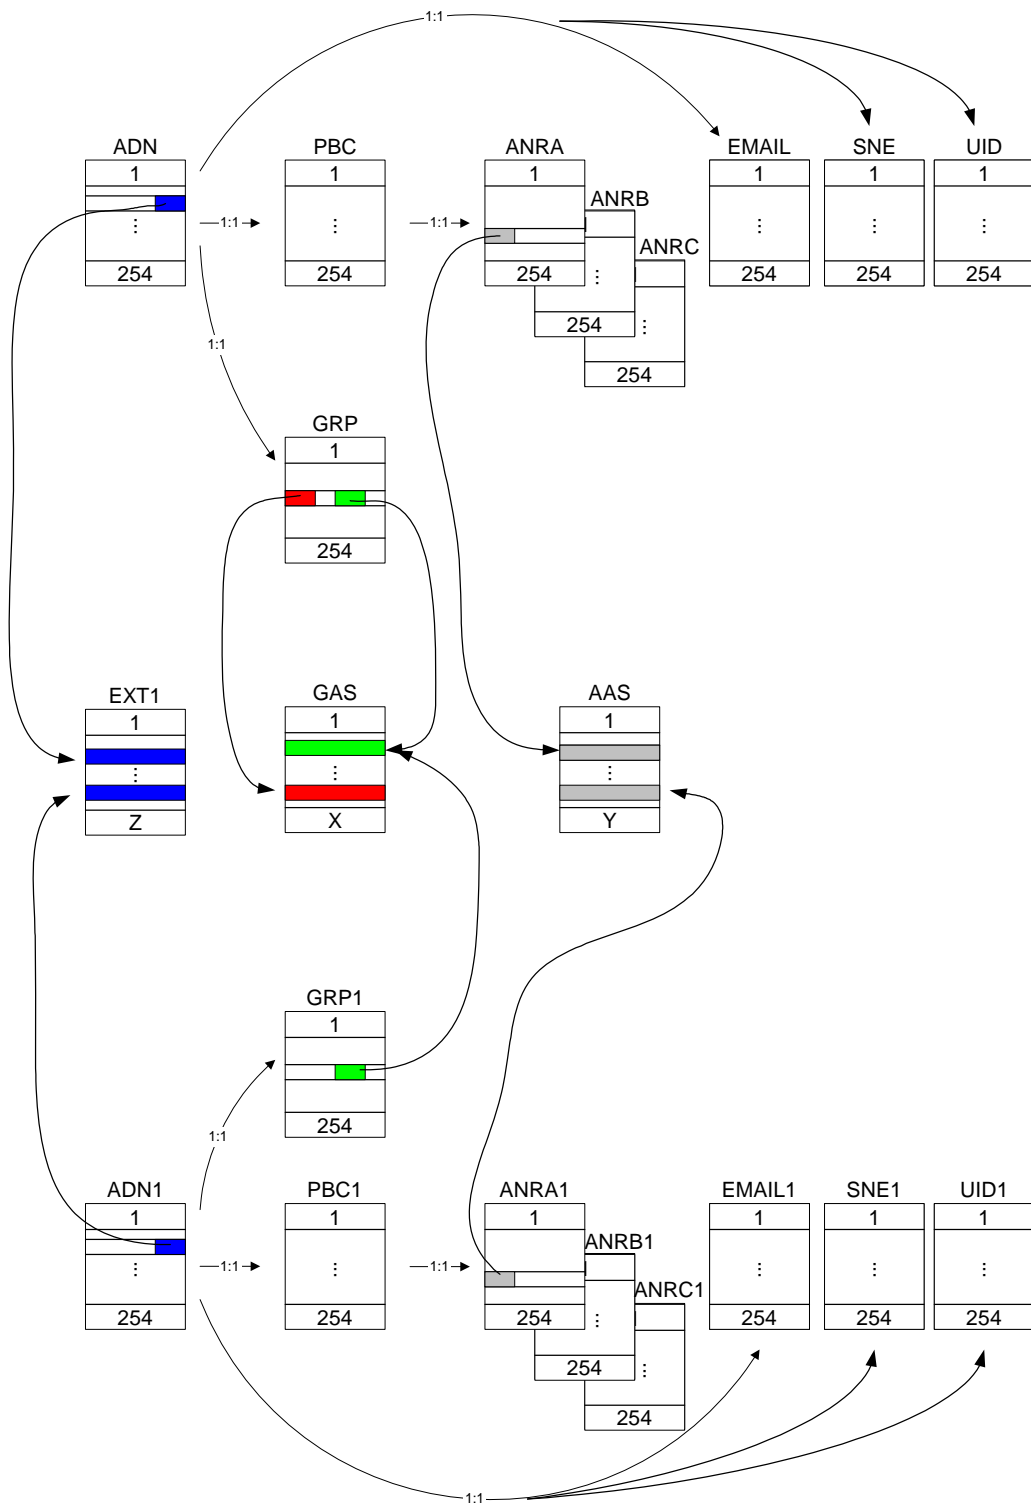 1:1
ADN PBC ANRA EMAIL SNE UID
1 1 1 1 1 1
ANRB
⋮ 1:1 ⋮ 1:1 ⋮ ⋮ ⋮
ANRC
254 254 254 ⋮ 254 254 254
254 ⋮
1:1
254
GRP
1
254
EXT1 GAS AAS
1 1 1
⋮ ⋮ ⋮
Z X Y
GRP1
1
254
1:1
ADN1 PBC1 ANRA1 EMAIL1 SNE1 UID1
1 1 1 1 1 1
ANRB1
⋮ 1:1 ⋮ 1:1 ⋮ ⋮ ⋮
ANRC1
254 254 254 ⋮ 254 254 254
254 ⋮
254
1:1